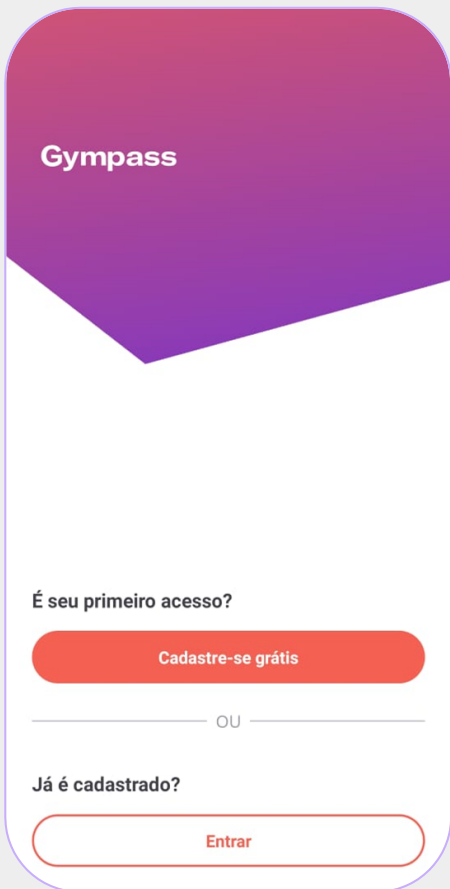 Gympass
É seu primeiro acesso?
Cadastre-se grátis
OU
Já é cadastrado?
Entrar